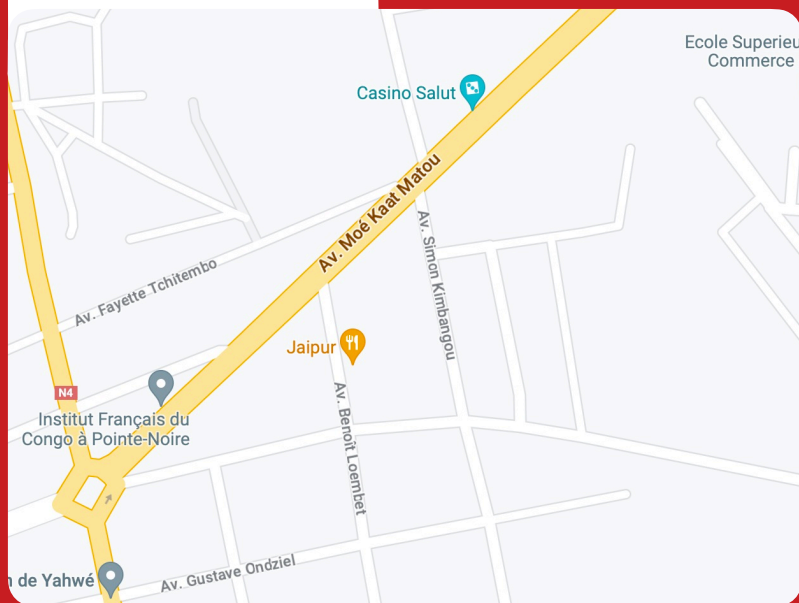 Ecole Superieu
Commerce
Casino Salut
Av. Moé Kaat Matou
Av. Simon Kimbangou
Av. Fayette Tchitembo
Jaipur
N4
Institut Français du
Congo à Pointe-Noire
Av. Benoit Loembet
Av. Gustave Ondziel
n de Yahwé